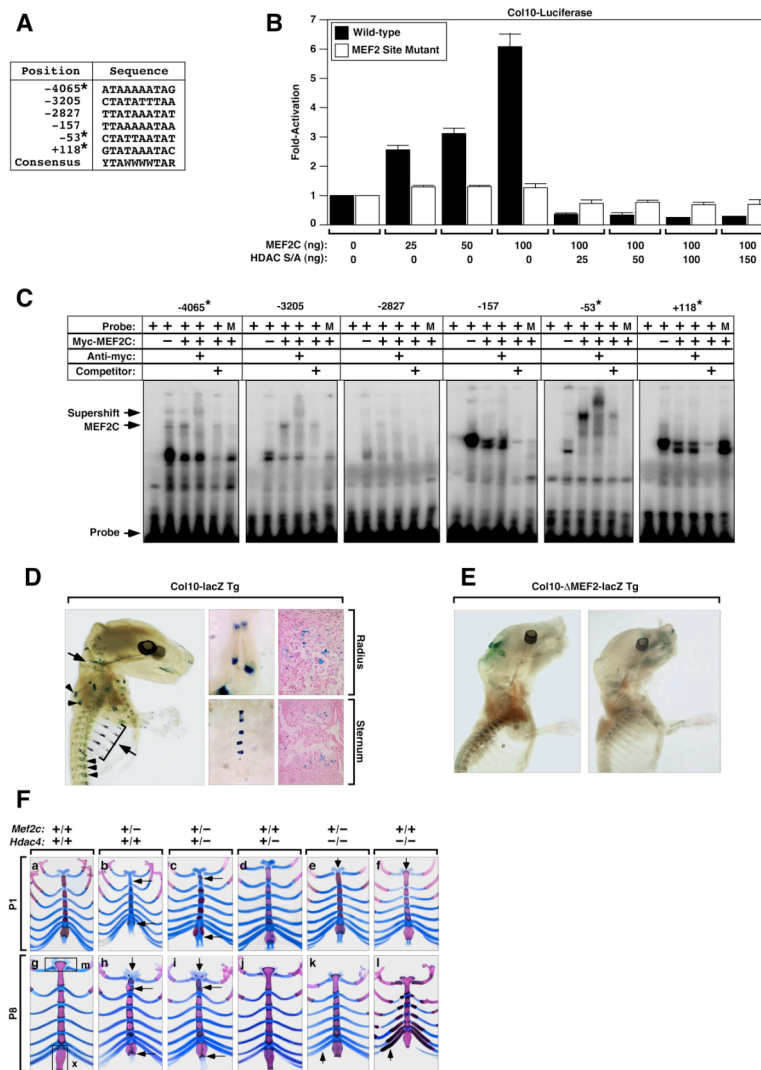 A
Position Sequence
-4065* ATAAAAATAG
-3205 CTATATTTAA
-2827 TTATAAATAT
-157 TTAAAAATAA
-53* CTATTAATAT
+118* GTATAAATAC
Consensus YTAWWWWTAR
B
Col10-Luciferase
Wild-type
MEF2 Site Mutant
Fold-Activation
7
6
5
4
3
2
1
0
MEF2C (ng): 0 25 50 100 100 100 100 100
HDAC S/A (ng): 0 0 0 0 25 50 100 150
C
-4065* -3205 -2827 -157 -53* +118*
Probe: + + + + + M + + + + + M + + + + + M + + + + + M + + + + + M + + + + + M
Myc-MEF2C: − + + + + − + + + + − + + + + − + + + + − + + + + − + + + +
Anti-myc: + + + + + +
Competitor: + + + + + +
Supershift
MEF2C
Probe
D
Col10-lacZ Tg
Radius
Sternum
E
Col10-ΔMEF2-lacZ Tg
F
Mef2c: +/+ +/− +/− +/+ +/− +/+
Hdac4: +/+ +/+ +/− +/− −/− −/−
P1
a b c d e f
P8
g m h i j k l
x